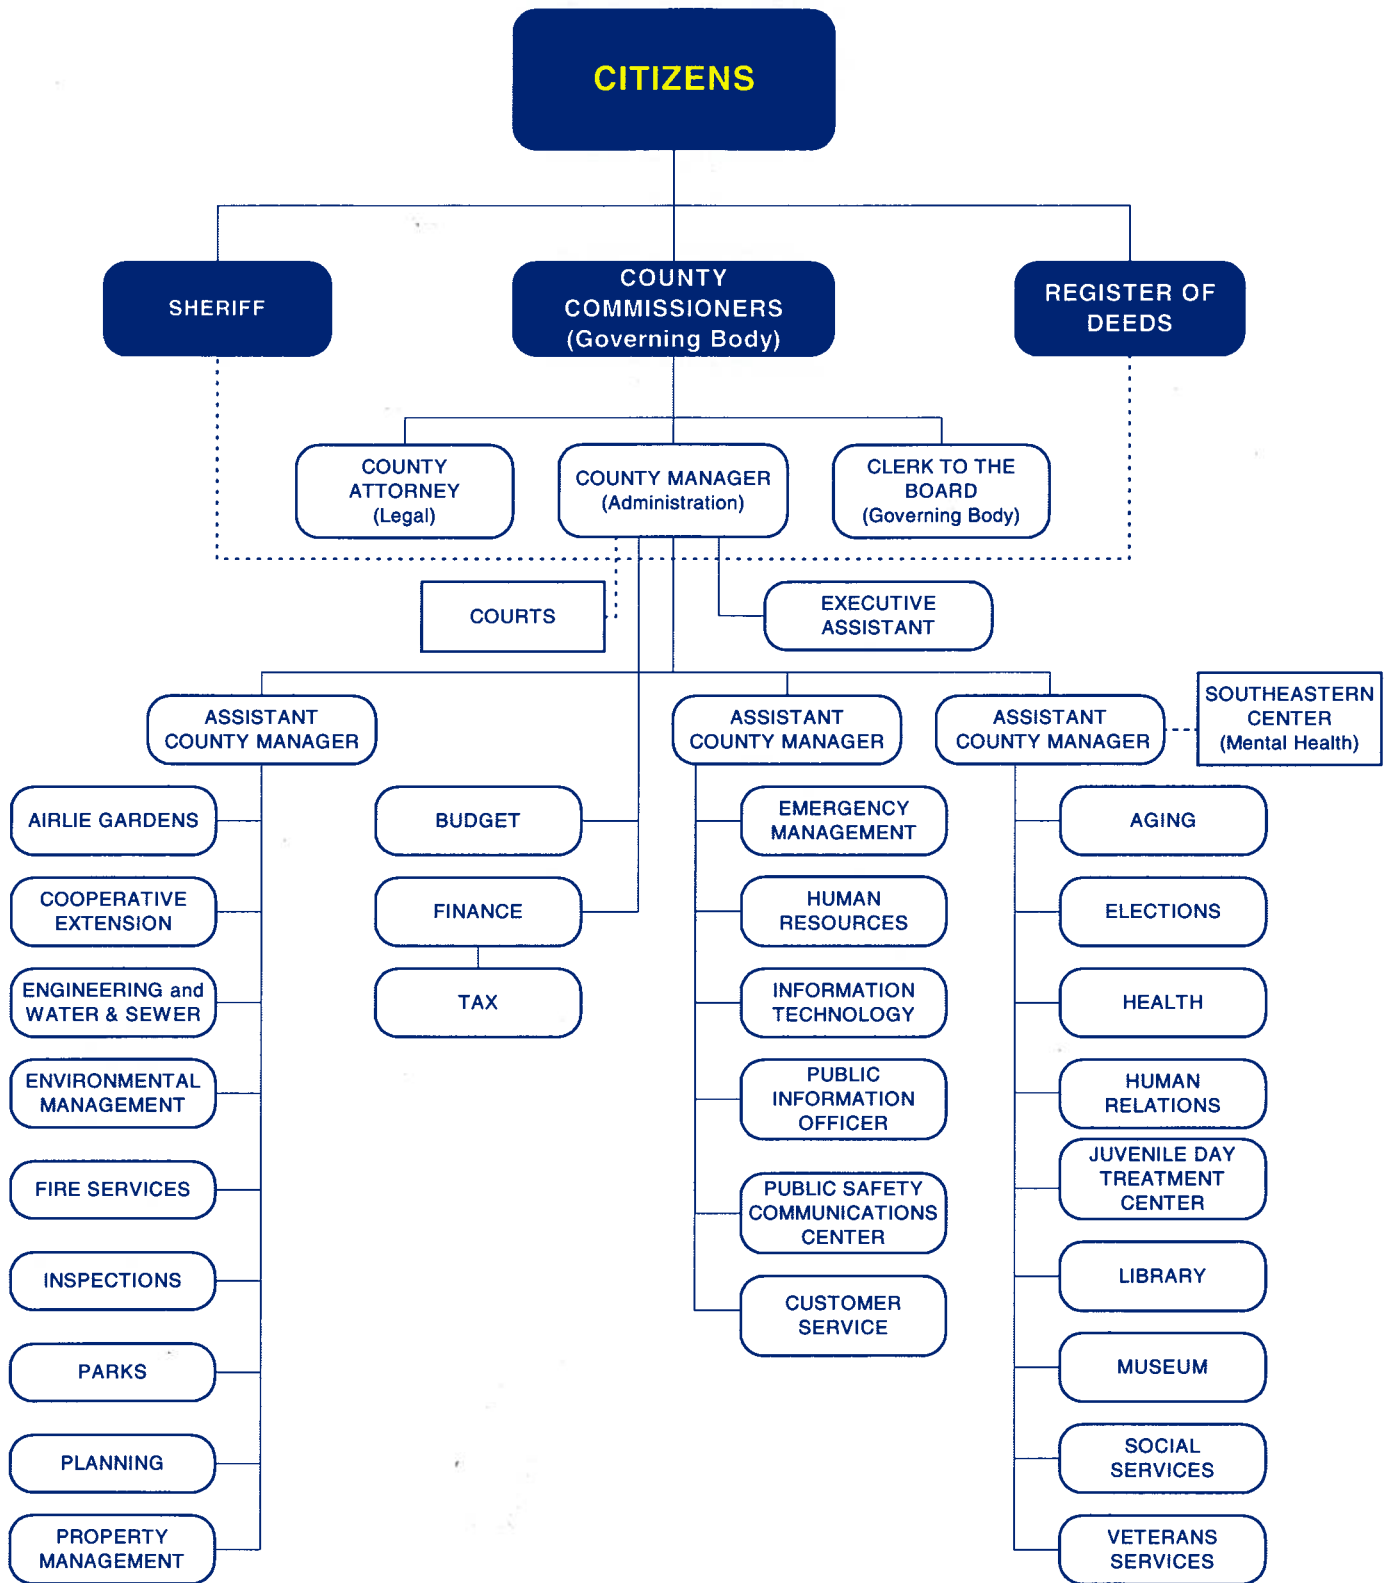 CITIZENS
SHERIFF
COUNTY
COMMISSIONERS
(Governing Body)
REGISTER OF
DEEDS
COUNTY
ATTORNEY
(Legal)
COUNTY MANAGER
(Administration)
CLERK TO THE
BOARD
(Governing Body)
COURTS
EXECUTIVE
ASSISTANT
ASSISTANT
COUNTY MANAGER
ASSISTANT
COUNTY MANAGER
ASSISTANT
COUNTY MANAGER
SOUTHEASTERN
CENTER
(Mental Health)
AIRLIE GARDENS
COOPERATIVE
EXTENSION
ENGINEERING and
WATER & SEWER
ENVIRONMENTAL
MANAGEMENT
FIRE SERVICES
INSPECTIONS
PARKS
PLANNING
PROPERTY
MANAGEMENT
BUDGET
FINANCE
TAX
EMERGENCY
MANAGEMENT
HUMAN
RESOURCES
INFORMATION
TECHNOLOGY
PUBLIC
INFORMATION
OFFICER
PUBLIC SAFETY
COMMUNICATIONS
CENTER
CUSTOMER
SERVICE
AGING
ELECTIONS
HEALTH
HUMAN
RELATIONS
JUVENILE DAY
TREATMENT
CENTER
LIBRARY
MUSEUM
SOCIAL
SERVICES
VETERANS
SERVICES